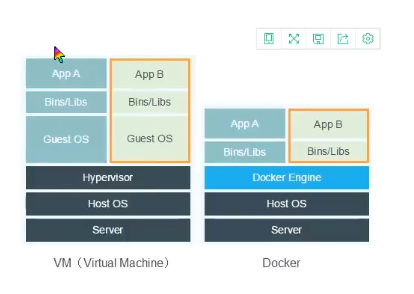 App A
App B
Bins/Libs
Bins/Libs
Guest OS
Guest OS
Hypervisor
Host OS
Server
VM（Virtual Machine）
App A
App B
Bins/Libs
Bins/Libs
Docker Engine
Host OS
Server
Docker